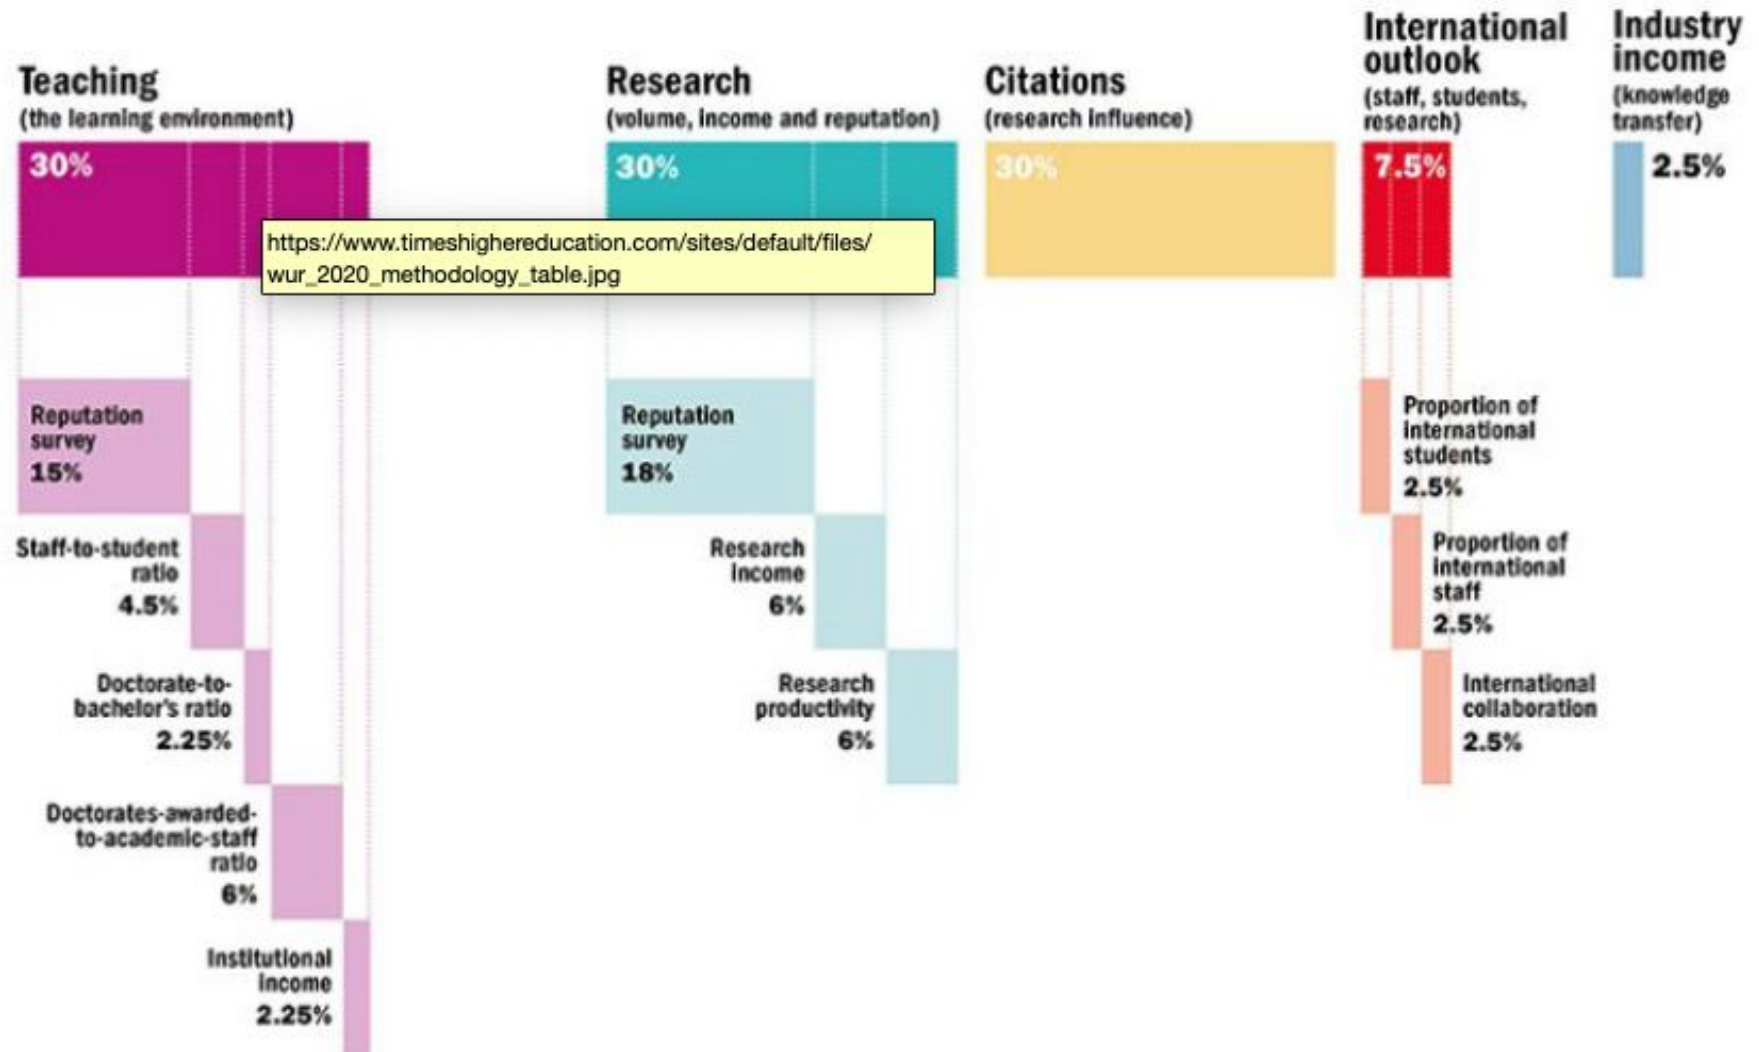 Teaching
(the learning environment)
30%
Reputation
survey
15%
Staff-to-student
ratio
4.5%
Doctorate-to-
bachelor's ratio
2.25%
Doctorates-awarded-
to-academic-staff
ratio
6%
Institutional
income
2.25%
https://www.timeshighereducation.com/sites/default/files/
wur_2020_methodology_table.jpg
Research
(volume, income and reputation)
30%
Reputation
survey
18%
Research
income
6%
Research
productivity
6%
Citations
(research influence)
30%
International
outlook
(staff, students,
research)
7.5%
Proportion of
international
students
2.5%
Proportion of
international
staff
2.5%
International
collaboration
2.5%
Industry
income
(knowledge
transfer)
2.5%